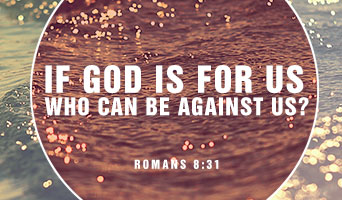 IF GOD IS FOR US
WHO CAN BE AGAINST US?
ROMANS 8:31